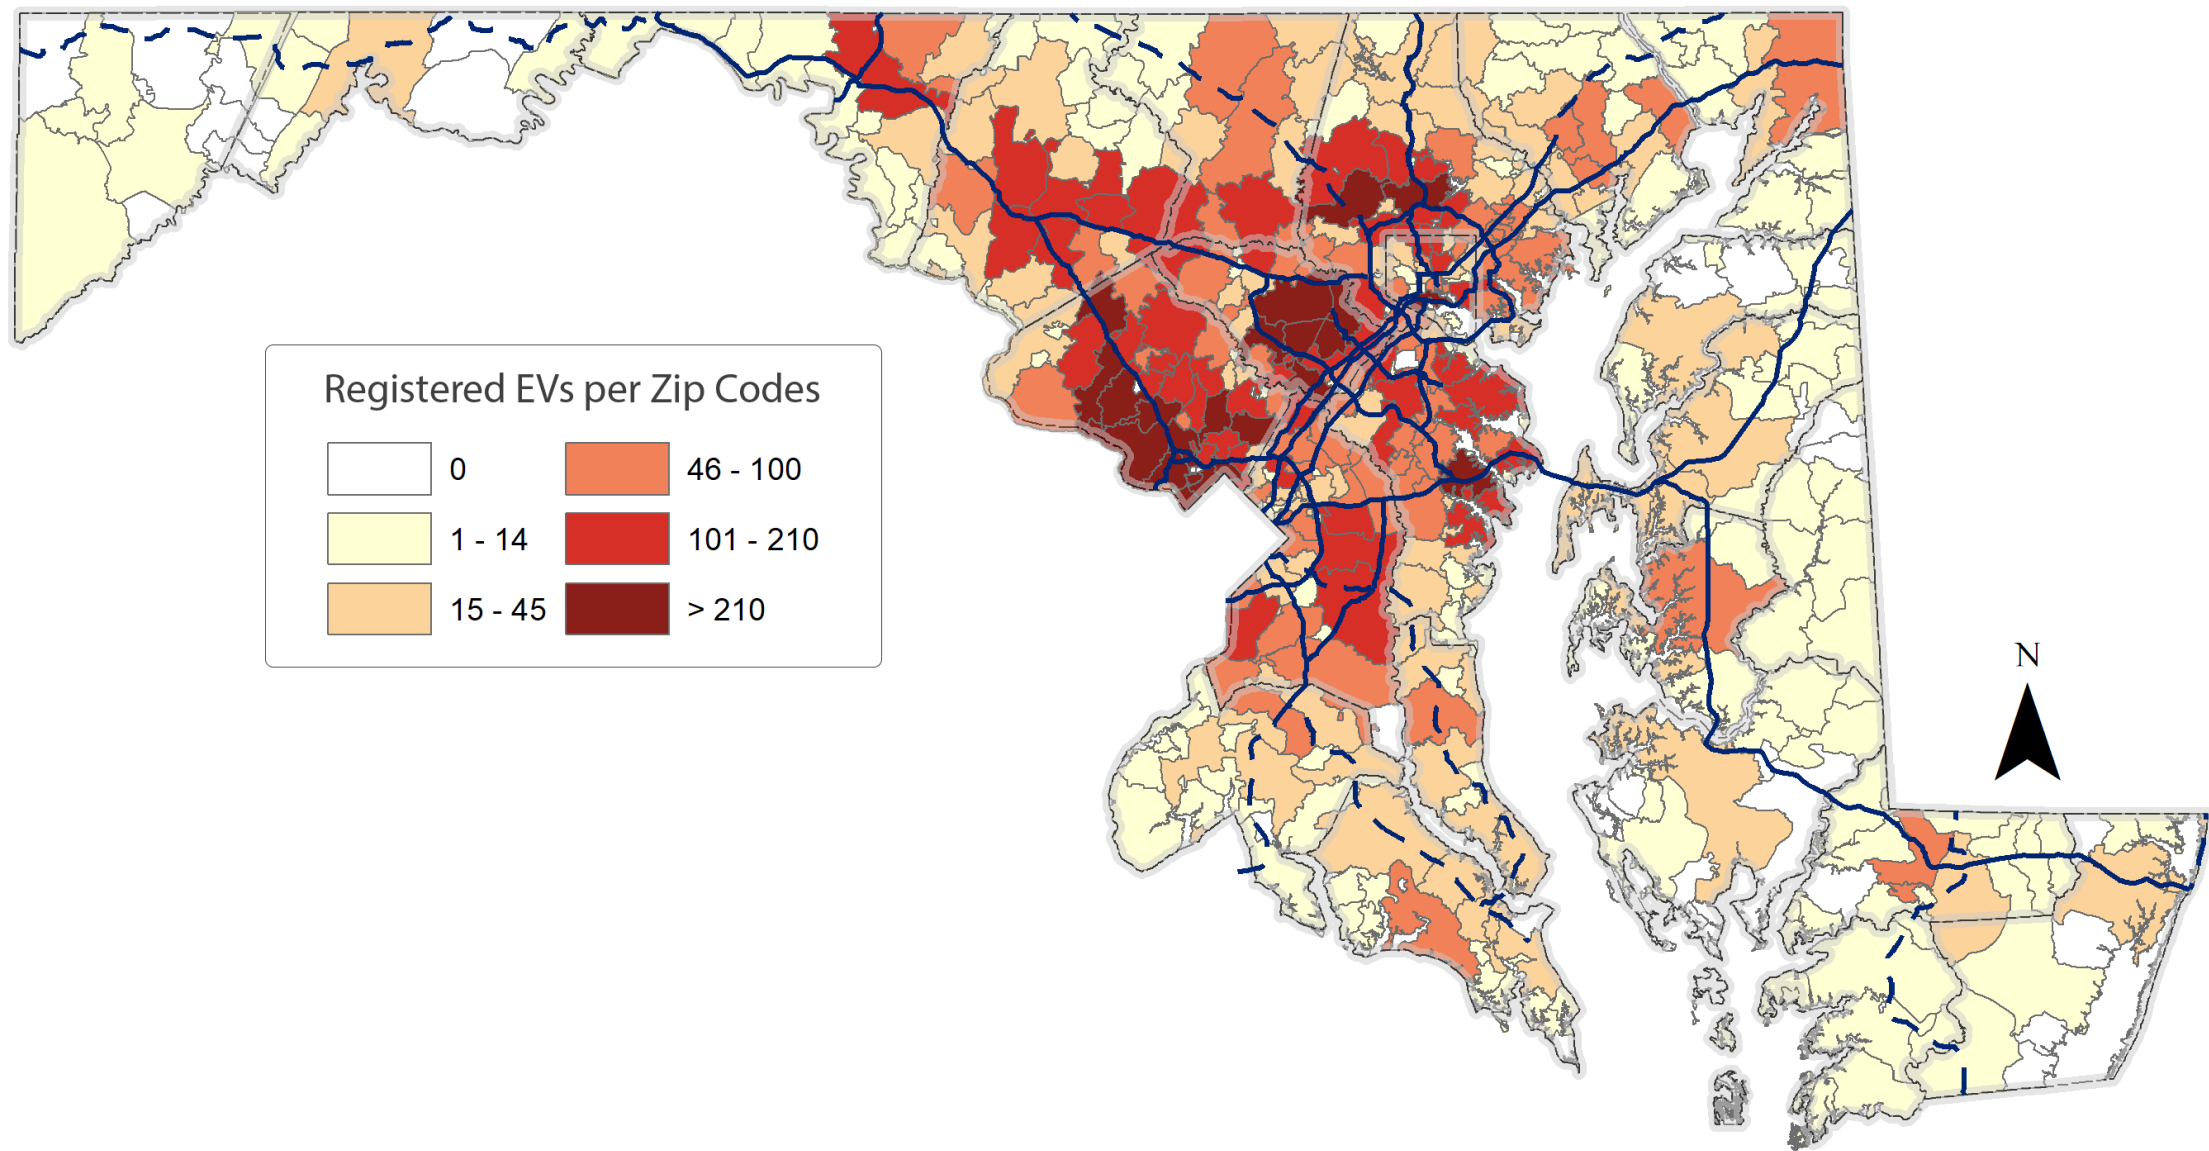 Registered EVs per Zip Codes
0
46 - 100
1 - 14
101 - 210
15 - 45
> 210
N